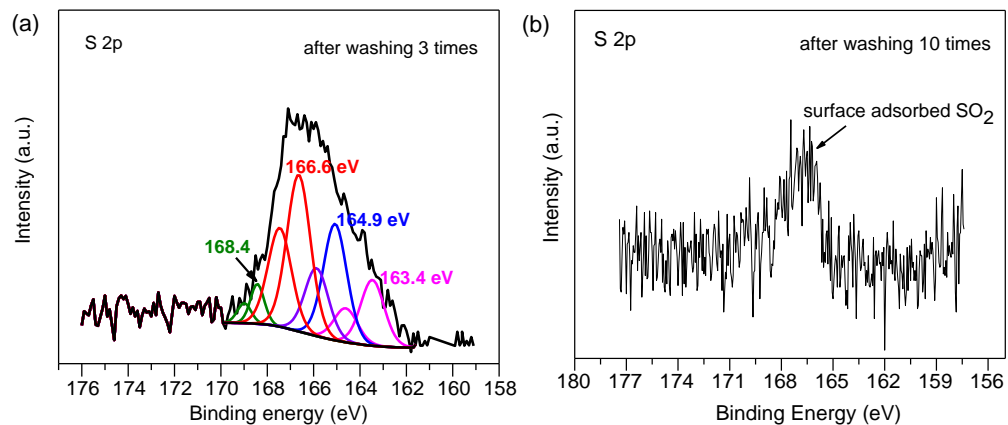 (a)
S 2p
after washing 3 times
166.6 eV
164.9 eV
168.4
163.4 eV
Intensity (a.u.)
176 174 172 170 168 166 164 162 160 158
Binding energy (eV)
(b)
S 2p
after washing 10 times
surface adsorbed SO2
Intensity (a.u.)
180 177 174 171 168 165 162 159 156
Binding Energy (eV)